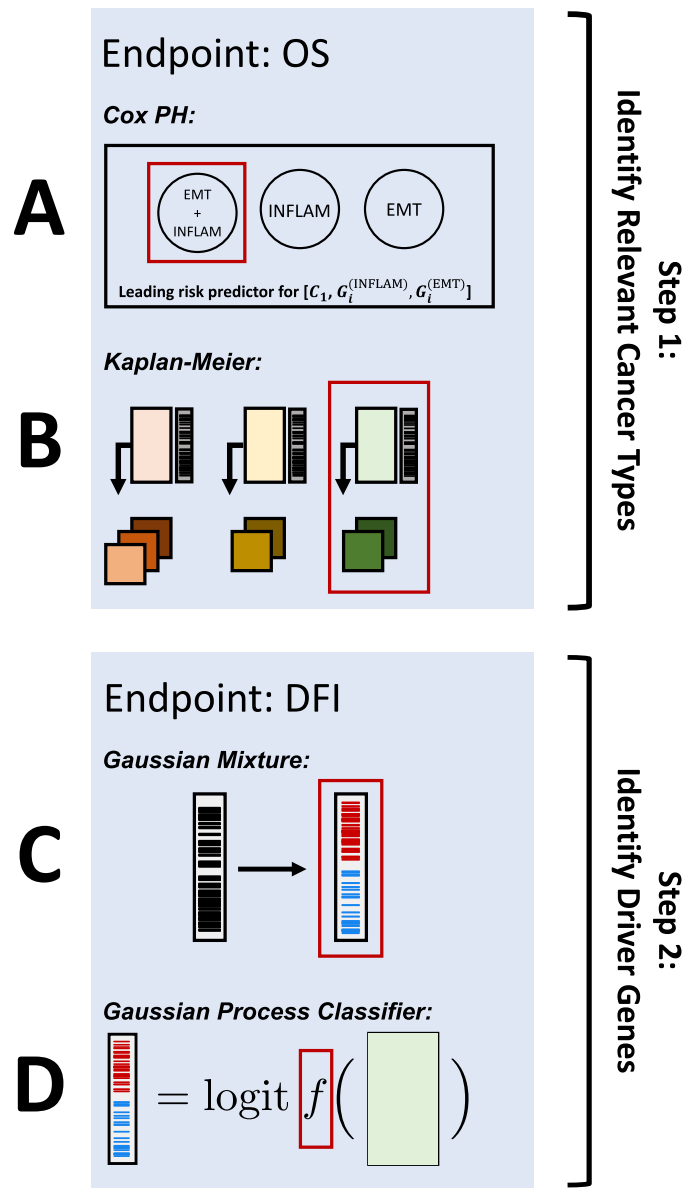 Endpoint: OS
Cox PH:
A
EMT
+
INFLAM
INFLAM
EMT
Leading risk predictor for [C₁, Gᵢ^(INFLAM), Gᵢ^(EMT)]
Kaplan-Meier:
B
Step 1:
Identify Relevant Cancer Types
Endpoint: DFI
Gaussian Mixture:
C
Gaussian Process Classifier:
D
= logit f( )
Step 2:
Identify Driver Genes